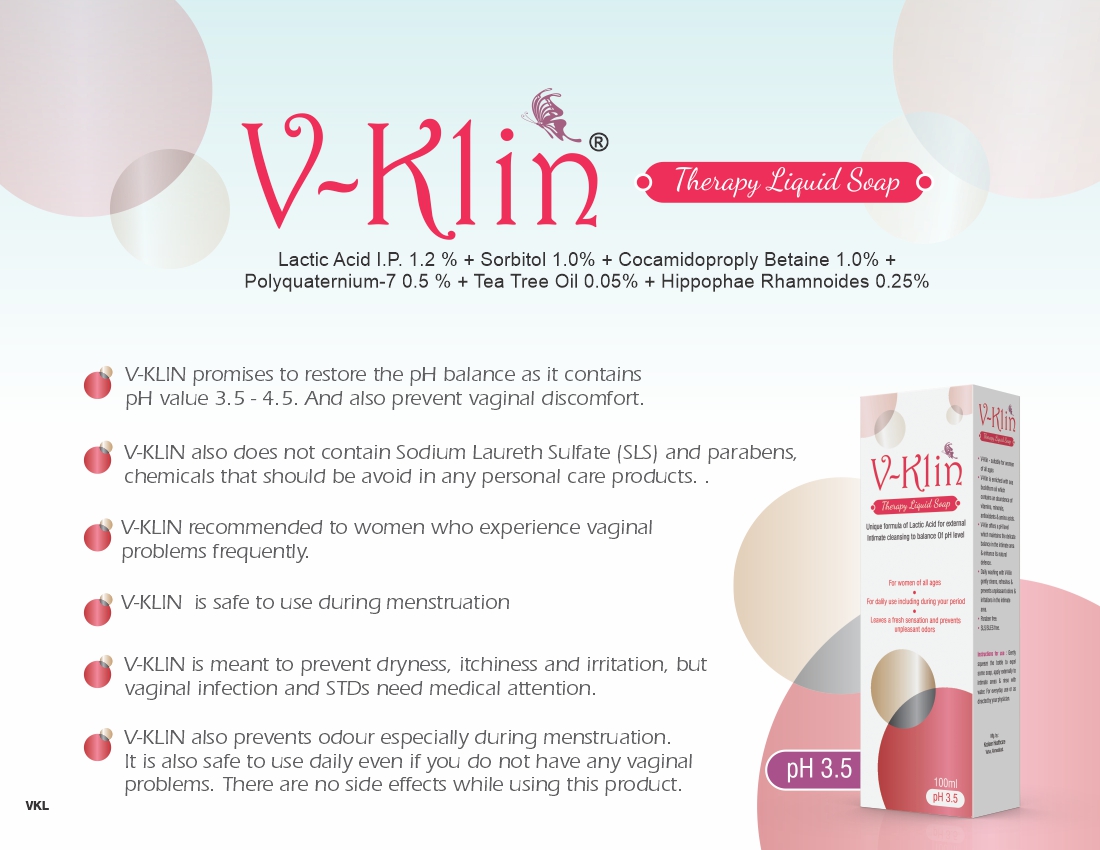 V-Klin®
Therapy Liquid Soap
Lactic Acid I.P. 1.2 % + Sorbitol 1.0% + Cocamidoproply Betaine 1.0% +
Polyquaternium-7 0.5 % + Tea Tree Oil 0.05% + Hippophae Rhamnoides 0.25%
V-KLIN promises to restore the pH balance as it contains
pH value 3.5 - 4.5. And also prevent vaginal discomfort.
V-KLIN also does not contain Sodium Laureth Sulfate (SLS) and parabens,
chemicals that should be avoid in any personal care products. .
V-KLIN recommended to women who experience vaginal
problems frequently.
V-KLIN is safe to use during menstruation
V-KLIN is meant to prevent dryness, itchiness and irritation, but
vaginal infection and STDs need medical attention.
V-KLIN also prevents odour especially during menstruation.
It is also safe to use daily even if you do not have any vaginal
problems. There are no side effects while using this product.
VKL
pH 3.5
V-Klin
Therapy Liquid Soap
Unique formula of Lactic Acid for external
Intimate cleansing to balance Of pH level
For women of all ages
For daily use including during your period
Leaves a fresh sensation and prevents
unpleasant odors
100ml
pH 3.5
V-Klin
Therapy Liquid Soap